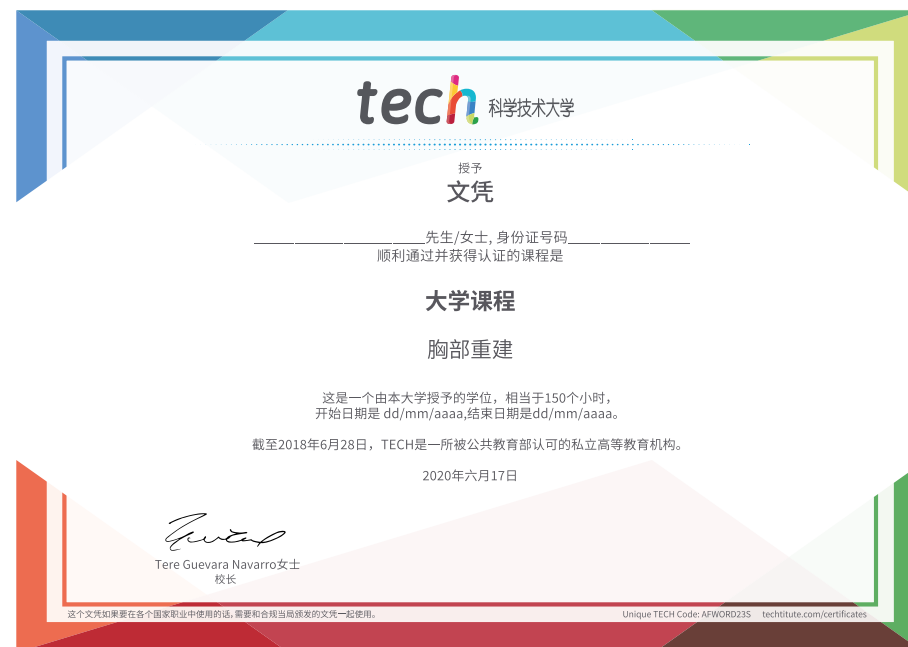 tech 科学技术大学
授予
文凭
________________________先生/女士, 身份证号码_________________
顺利通过并获得认证的课程是
大学课程
胸部重建
这是一个由本大学授予的学位，相当于150个小时，
开始日期是 dd/mm/aaaa,结束日期是dd/mm/aaaa。
截至2018年6月28日，TECH是一所被公共教育部认可的私立高等教育机构。
2020年六月17日
Tere Guevara Navarro女士
校长
这个文凭如果要在各个国家职业中使用的话,需要和合规当局颁发的文凭一起使用。
Unique TECH Code: AFWORD23S techtitute.com/certificates